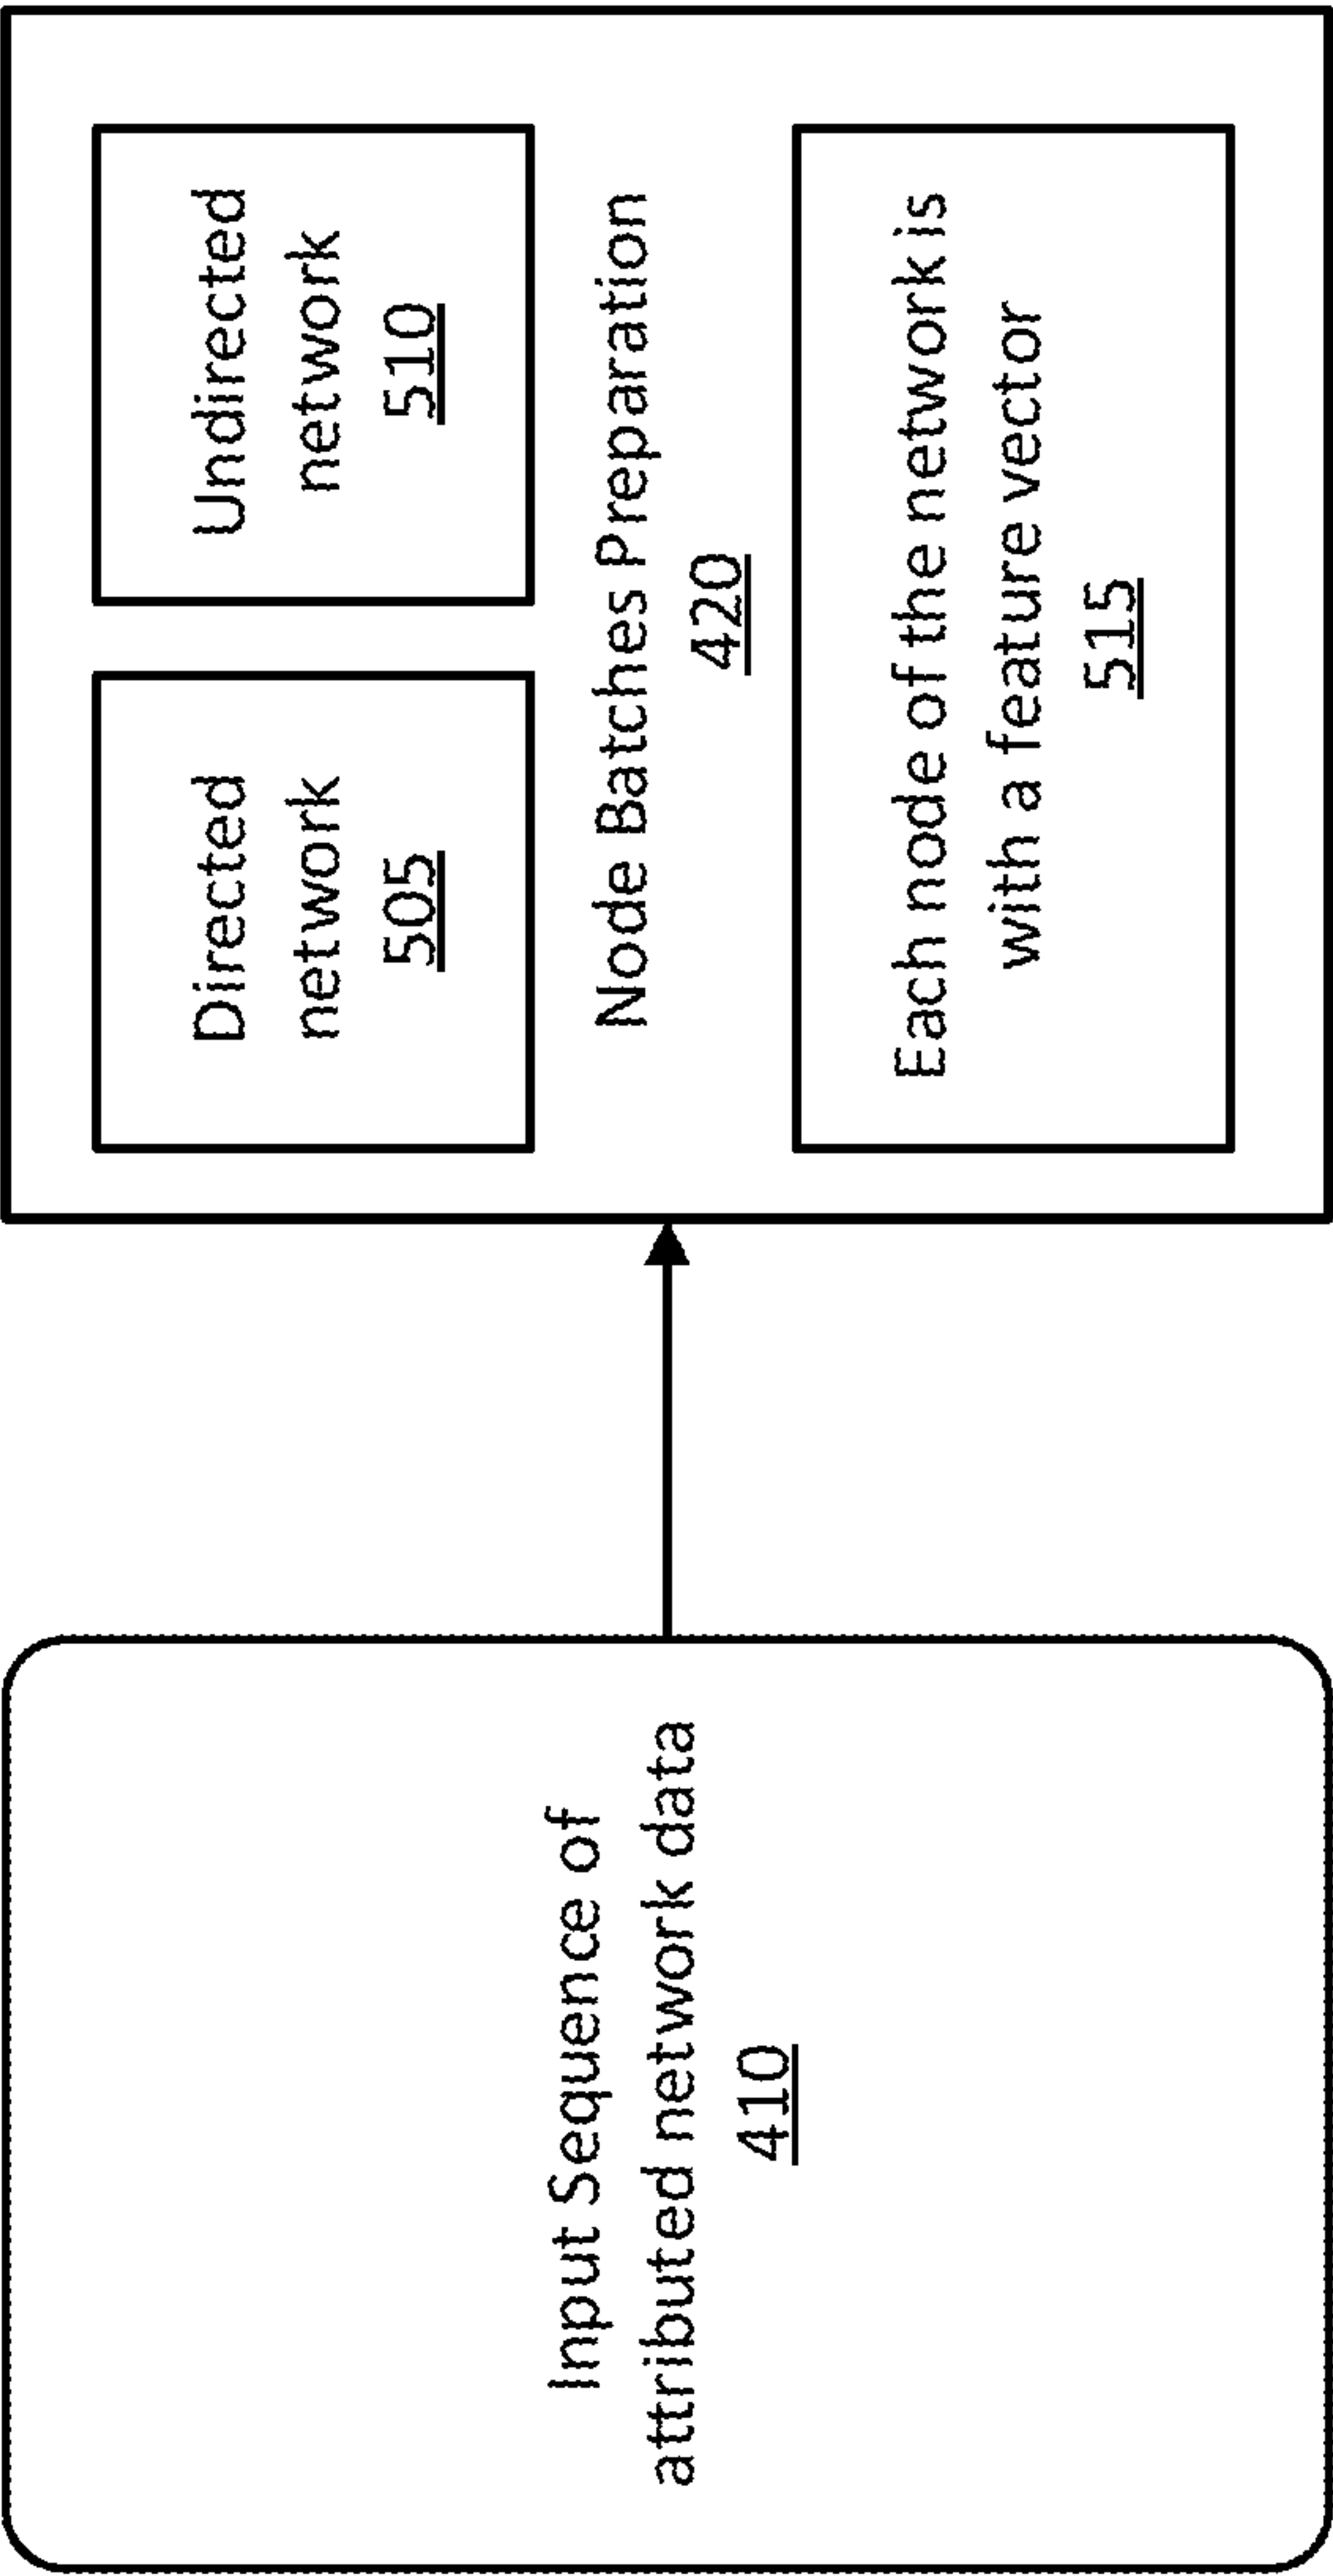 Input Sequence of
attributed network data
410
Directed
network
505
Undirected
network
510
Node Batches Preparation
420
Each node of the network is
with a feature vector
515